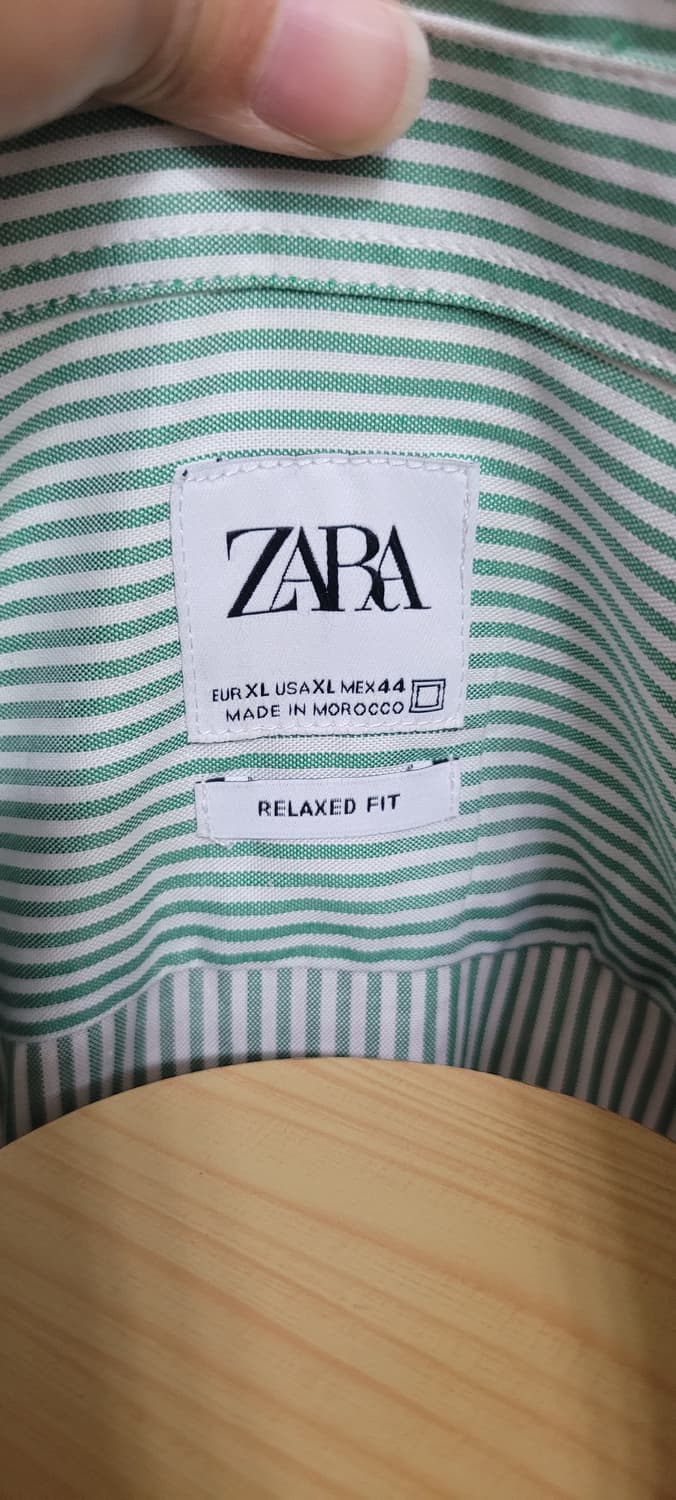 ZARA
EUR XL USA XL MEX 44
MADE IN MOROCCO
RELAXED FIT